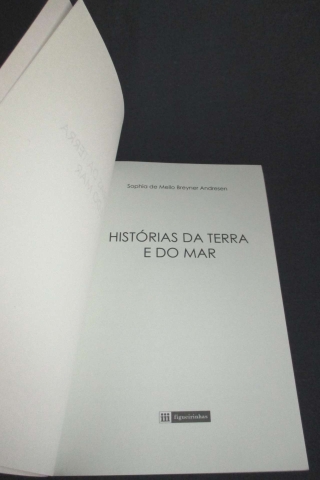 Sophia de Mello Breyner Andresen
HISTÓRIAS DA TERRA
E DO MAR
figueirinhas